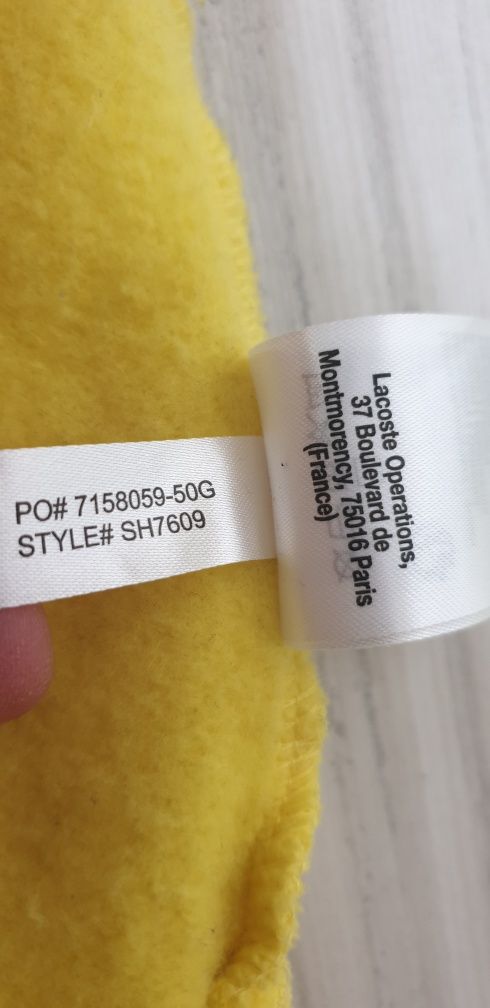 PO# 7158059-50G
STYLE# SH7609
Lacoste Operations,
37 Boulevard de
Montmorency, 75016 Paris
(France)